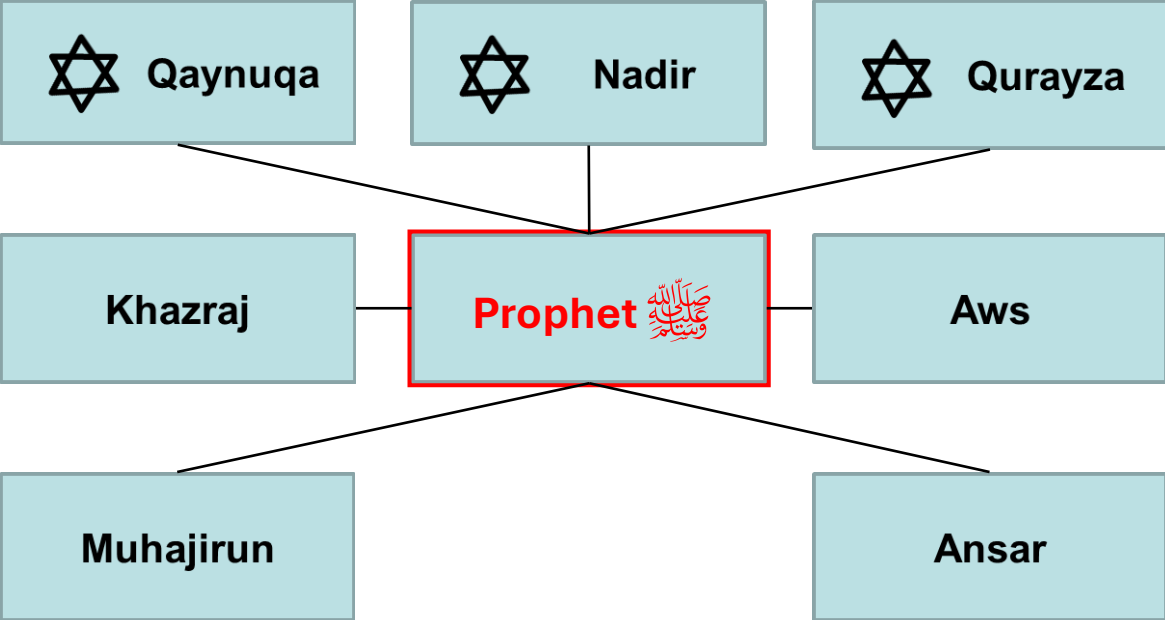 Qaynuqa
Nadir
Qurayza
Khazraj
Prophet ﷺ
Aws
Muhajirun
Ansar